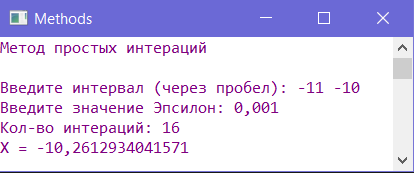 Methods
Метод простых интераций
Введите интервал (через пробел): -11 -10
Введите значение Эпсилон: 0,001
Кол-во интераций: 16
X = -10,2612934041571